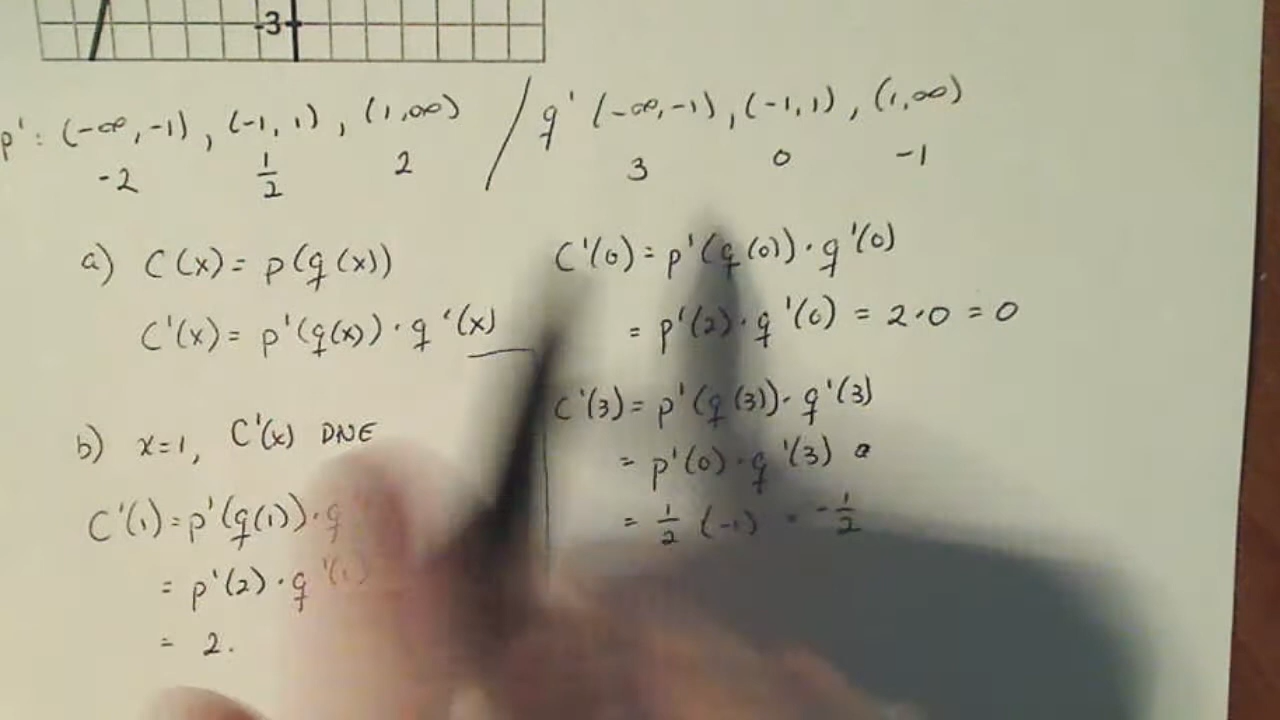 -3
p' : (-∞, -1) , (-1, 1) , (1, ∞) / q' (-∞, -1) , (-1, 1) , (1, ∞)
-2 1/2 2 3 0 -1
a) C(x) = p(q(x))
C'(x) = p'(q(x)) · q'(x)
b) x=1, C'(x) DNE
C'(1) = p'(q(1)) · q
= p'(2) · q'(1)
= 2.
C'(0) = p'(q(0)) · q'(0)
= p'(2) · q'(0) = 2·0 = 0
C'(3) = p'(q(3)) · q'(3)
= p'(0) · q'(3)
= 1/2 (-1) = -1/2